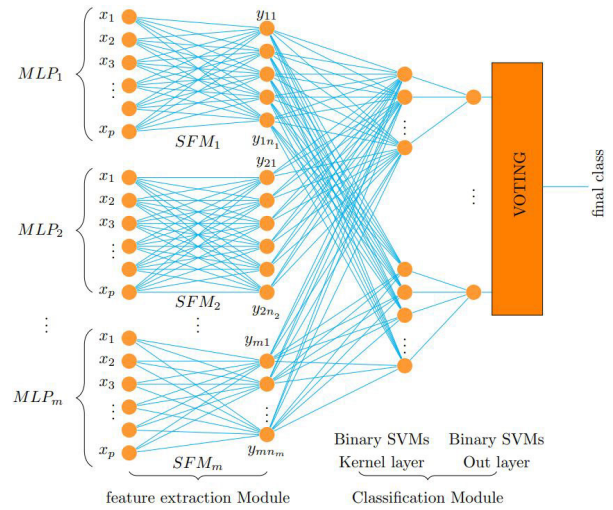 x1
x2
x3
⋮
xp
MLP1
SFM1
y11
y1n1
x1
x2
x3
⋮
xp
MLP2
SFM2
y21
y2n2
⋮
⋮
x1
x2
x3
⋮
xp
MLPm
SFMm
ym1
⋮
ymnm
⋮
⋮
⋮
VOTING
final class
Binary SVMs
Kernel layer
Binary SVMs
Out layer
feature extraction Module
Classification Module